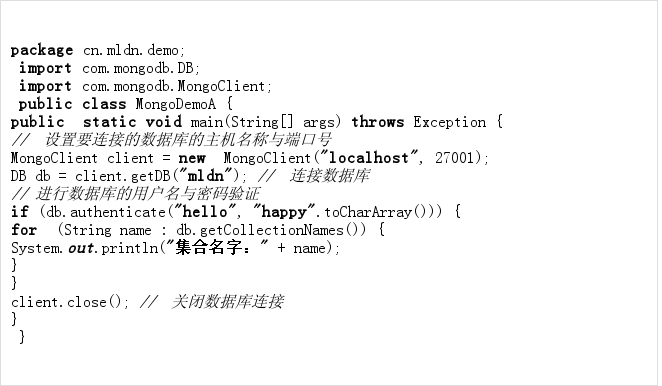 package cn.mldn.demo;
import com.mongodb.DB;
import com.mongodb.MongoClient;
public class MongoDemoA {
public static void main(String[] args) throws Exception {
// 设置要连接的数据库的主机名称与端口号
MongoClient client = new MongoClient("localhost", 27001);
DB db = client.getDB("mldn"); // 连接数据库
// 进行数据库的用户名与密码验证
if (db.authenticate("hello", "happy".toCharArray())) {
for (String name : db.getCollectionNames()) {
System.out.println("集合名字：" + name);
}
}
client.close(); // 关闭数据库连接
}
}